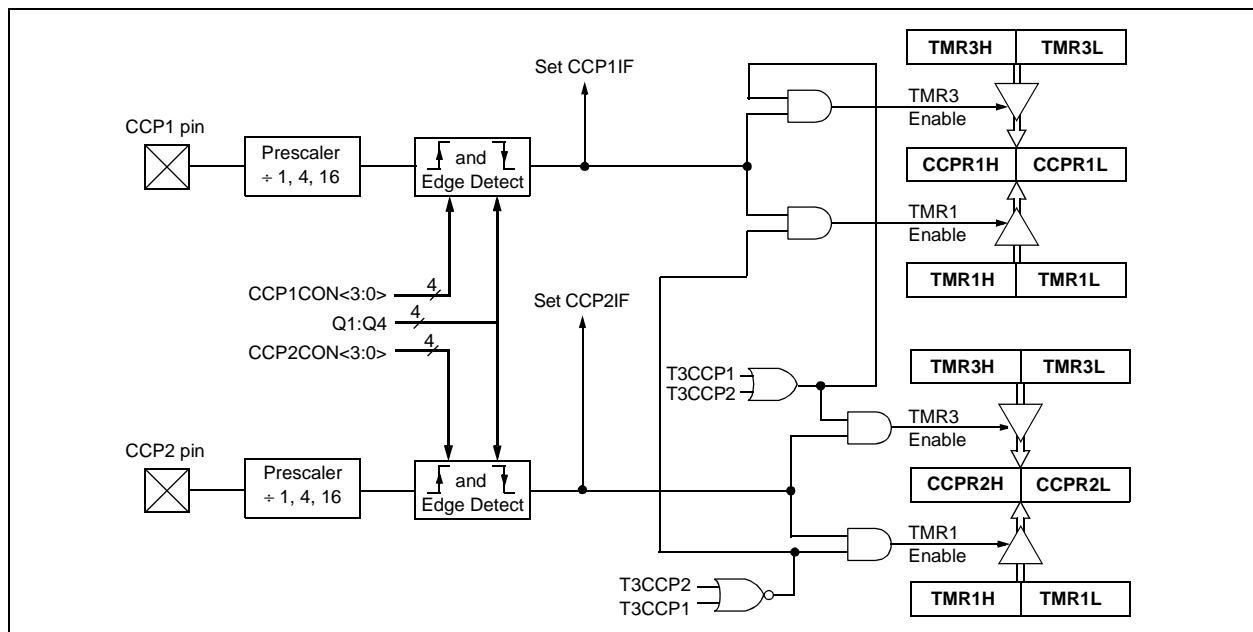 TMR3H TMR3L
Set CCP1IF
TMR3
Enable
CCP1 pin
Prescaler
÷ 1, 4, 16
and
Edge Detect
CCPR1H CCPR1L
TMR1
Enable
TMR1H TMR1L
CCP1CON<3:0> 4
Q1:Q4 4
CCP2CON<3:0> 4
Set CCP2IF
TMR3H TMR3L
T3CCP1
T3CCP2
TMR3
Enable
CCP2 pin
Prescaler
÷ 1, 4, 16
and
Edge Detect
CCPR2H CCPR2L
TMR1
Enable
T3CCP2
T3CCP1
TMR1H TMR1L